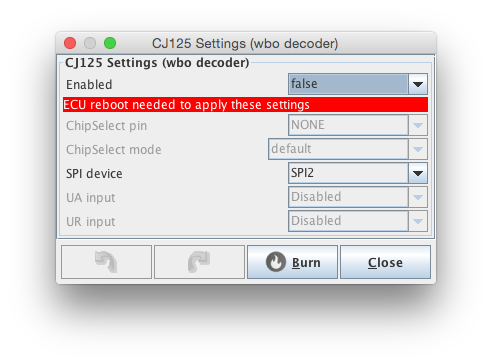 CJ125 Settings (wbo decoder)
CJ125 Settings (wbo decoder)
Enabled false
ECU reboot needed to apply these settings
ChipSelect pin NONE
ChipSelect mode default
SPI device SPI2
UA input Disabled
UR input Disabled
Burn Close